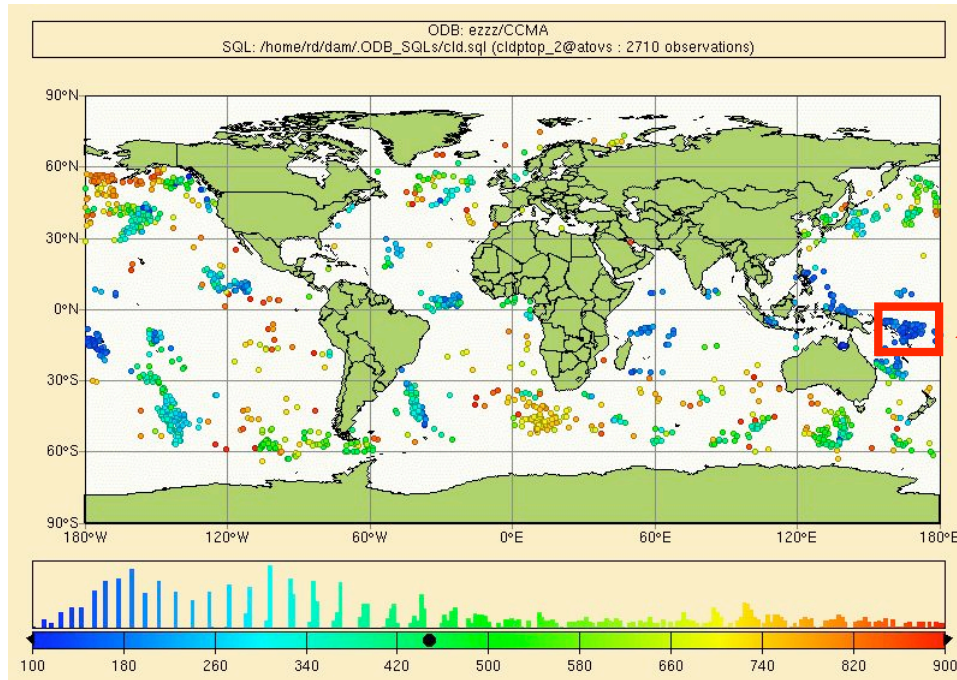 ODB: ezzz/CCMA
SQL: /home/rd/dam/.ODB_SQLs/cld.sql (cldptop_2@atovs : 2710 observations)
90°N
60°N
30°N
0°N
30°S
60°S
90°S
180°W 120°W 60°W 0°E 60°E 120°E 180°E
100 180 260 340 420 500 580 660 740 820 900